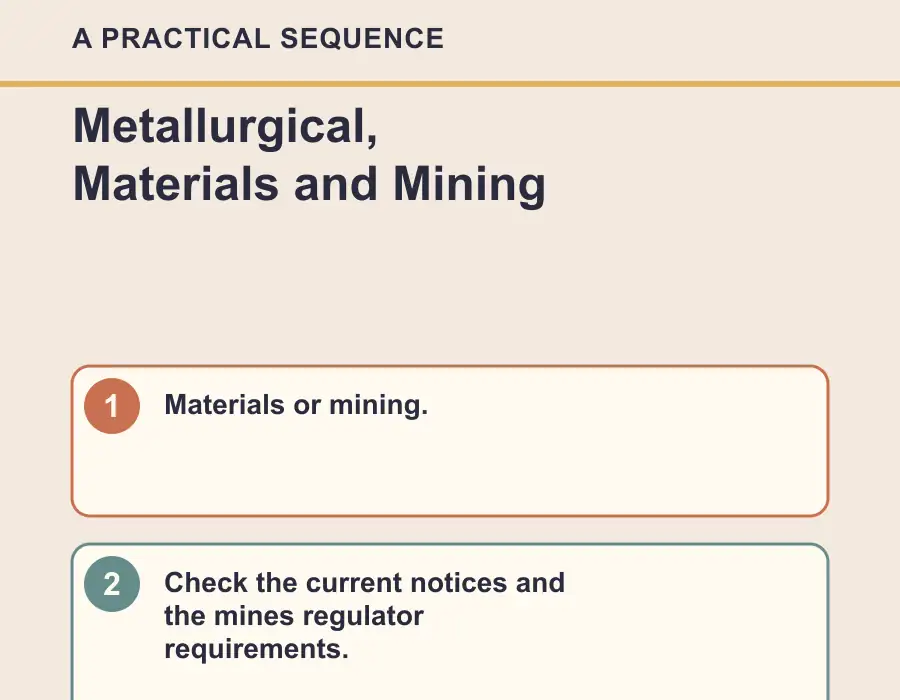 A PRACTICAL SEQUENCE
Metallurgical,
Materials and Mining
1
Materials or mining.
2
Check the current notices and
the mines regulator
requirements.